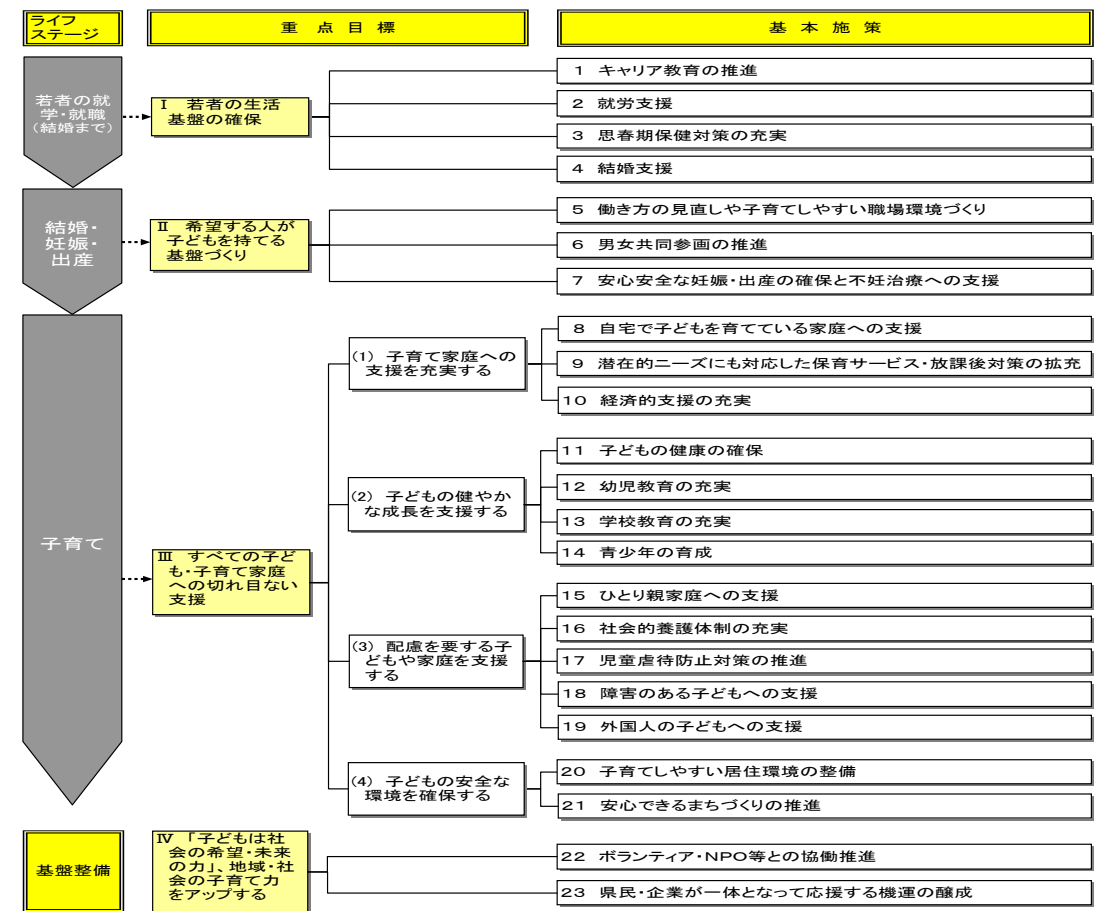 ライフ
ステージ
重 点 目 標
基 本 施 策
若者の就
学・就職
(結婚まで)
Ⅰ 若者の生活
基盤の確保
1 キャリア教育の推進
2 就労支援
3 思春期保健対策の充実
4 結婚支援
結婚・
妊娠・
出産
Ⅱ 希望する人が
子どもを持てる
基盤づくり
5 働き方の見直しや子育てしやすい職場環境づくり
6 男女共同参画の推進
7 安心安全な妊娠・出産の確保と不妊治療への支援
子育て
Ⅲ すべての子ど
も・子育て家庭
への切れ目ない
支援
(1) 子育て家庭への
支援を充実する
8 自宅で子どもを育てている家庭への支援
9 潜在的ニーズにも対応した保育サービス・放課後対策の拡充
10 経済的支援の充実
(2) 子どもの健やか
な成長を支援する
11 子どもの健康の確保
12 幼児教育の充実
13 学校教育の充実
14 青少年の育成
(3) 配慮を要する子
どもや家庭を支援
する
15 ひとり親家庭への支援
16 社会的養護体制の充実
17 児童虐待防止対策の推進
18 障害のある子どもへの支援
19 外国人の子どもへの支援
(4) 子どもの安全な
環境を確保する
20 子育てしやすい居住環境の整備
21 安心できるまちづくりの推進
基盤整備
Ⅳ 「子どもは社
会の希望・未来
の力」、地域・社
会の子育て力
をアップする
22 ボランティア・NPO等との協働推進
23 県民・企業が一体となって応援する機運の醸成